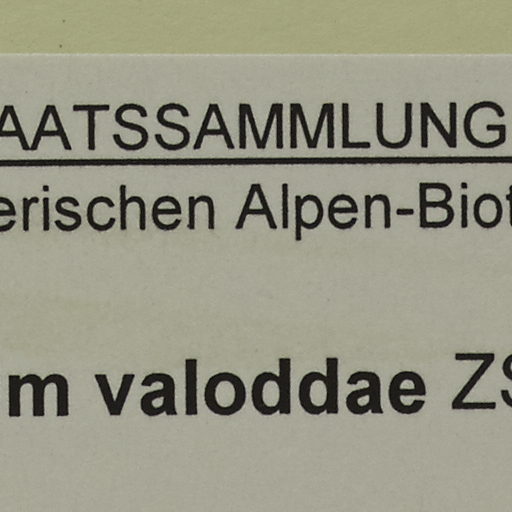 AATSSAMMLUNG
erischen Alpen-Biot
m valoddae ZS